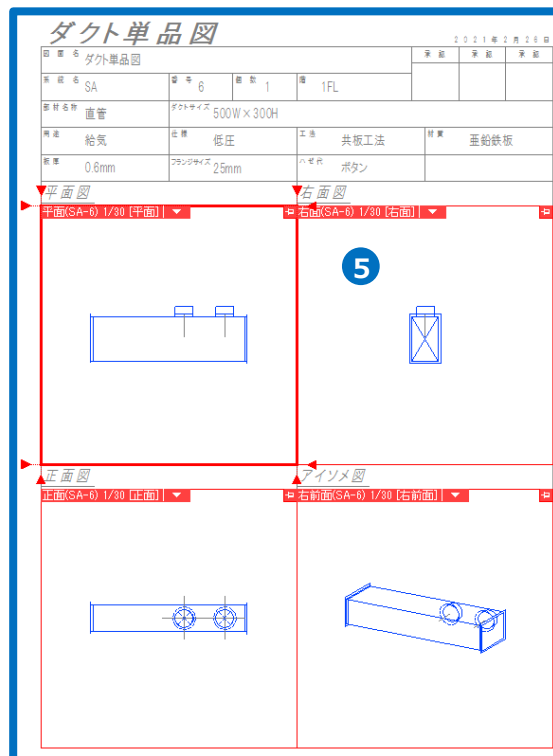 ダクト単品図
2021年2月26日
図面名 ダクト単品図 承認 承認 承認
系統名 SA 番号 6 個数 1 階 1FL
部材名称 直管 ダクトサイズ 500W×300H
用途 給気 仕様 低圧 工法 共板工法 材質 亜鉛鉄板
板厚 0.6mm フランジサイズ 25mm ハゼ代 ボタン
平面図 右面図
平面(SA-6) 1/30 [平面] 右面(SA-6) 1/30 [右面]
5
正面図 アイソメ図
正面(SA-6) 1/30 [正面] 右前面(SA-6) 1/30 [右前面]